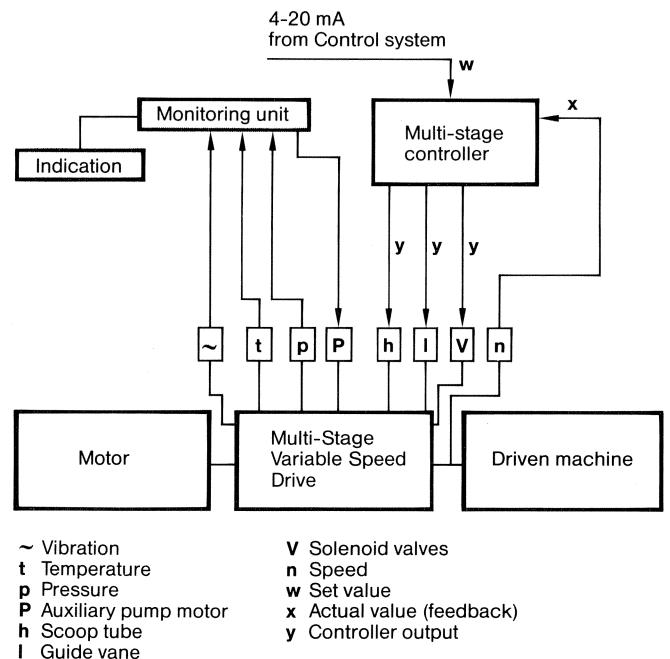 4-20 mA
from Control system
w
x
Monitoring unit
Multi-stage
controller
Indication
y y y
~ t p P h l V n
Motor
Multi-Stage
Variable Speed
Drive
Driven machine
~ Vibration
t Temperature
p Pressure
P Auxiliary pump motor
h Scoop tube
l Guide vane
V Solenoid valves
n Speed
w Set value
x Actual value (feedback)
y Controller output